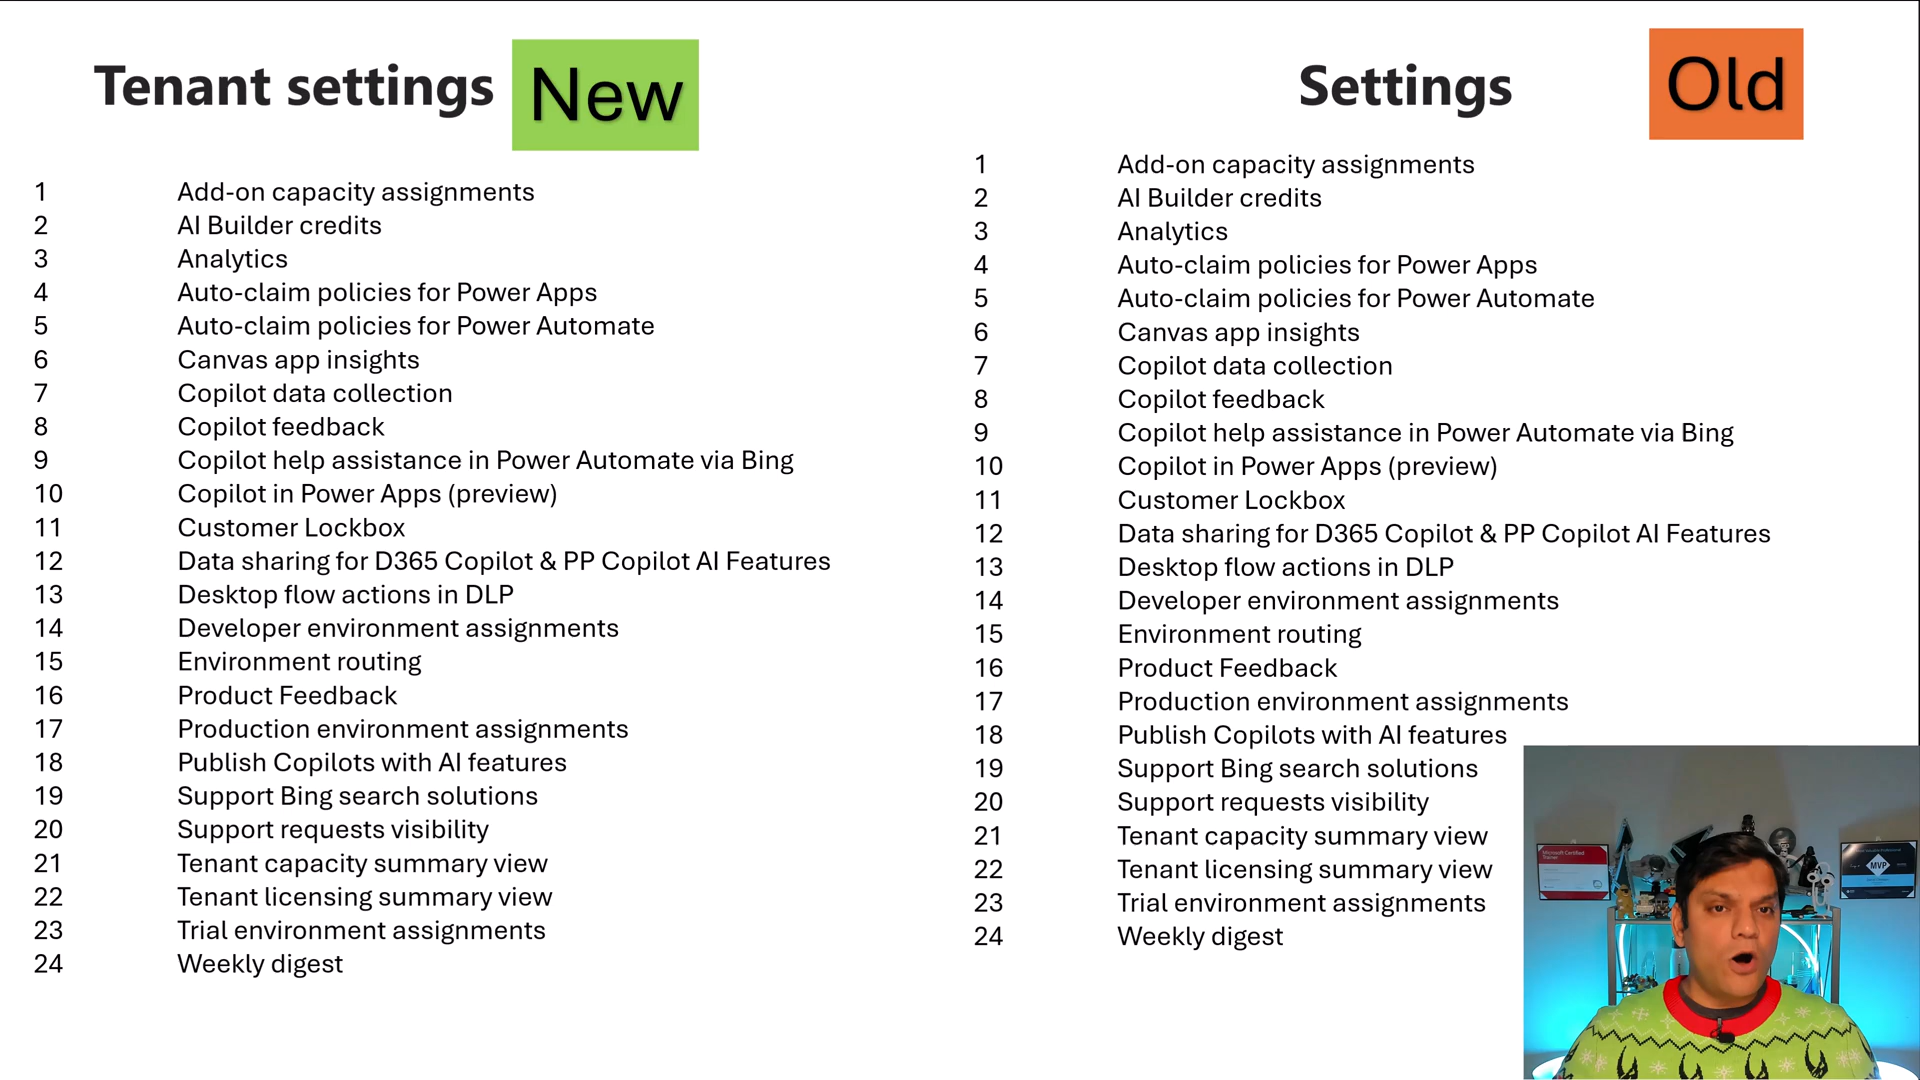 Tenant settings
New
1 Add-on capacity assignments
2 AI Builder credits
3 Analytics
4 Auto-claim policies for Power Apps
5 Auto-claim policies for Power Automate
6 Canvas app insights
7 Copilot data collection
8 Copilot feedback
9 Copilot help assistance in Power Automate via Bing
10 Copilot in Power Apps (preview)
11 Customer Lockbox
12 Data sharing for D365 Copilot & PP Copilot AI Features
13 Desktop flow actions in DLP
14 Developer environment assignments
15 Environment routing
16 Product Feedback
17 Production environment assignments
18 Publish Copilots with AI features
19 Support Bing search solutions
20 Support requests visibility
21 Tenant capacity summary view
22 Tenant licensing summary view
23 Trial environment assignments
24 Weekly digest
Settings
Old
1 Add-on capacity assignments
2 AI Builder credits
3 Analytics
4 Auto-claim policies for Power Apps
5 Auto-claim policies for Power Automate
6 Canvas app insights
7 Copilot data collection
8 Copilot feedback
9 Copilot help assistance in Power Automate via Bing
10 Copilot in Power Apps (preview)
11 Customer Lockbox
12 Data sharing for D365 Copilot & PP Copilot AI Features
13 Desktop flow actions in DLP
14 Developer environment assignments
15 Environment routing
16 Product Feedback
17 Production environment assignments
18 Publish Copilots with AI features
19 Support Bing search solutions
20 Support requests visibility
21 Tenant capacity summary view
22 Tenant licensing summary view
23 Trial environment assignments
24 Weekly digest
Microsoft Certified
Trainer
MVP